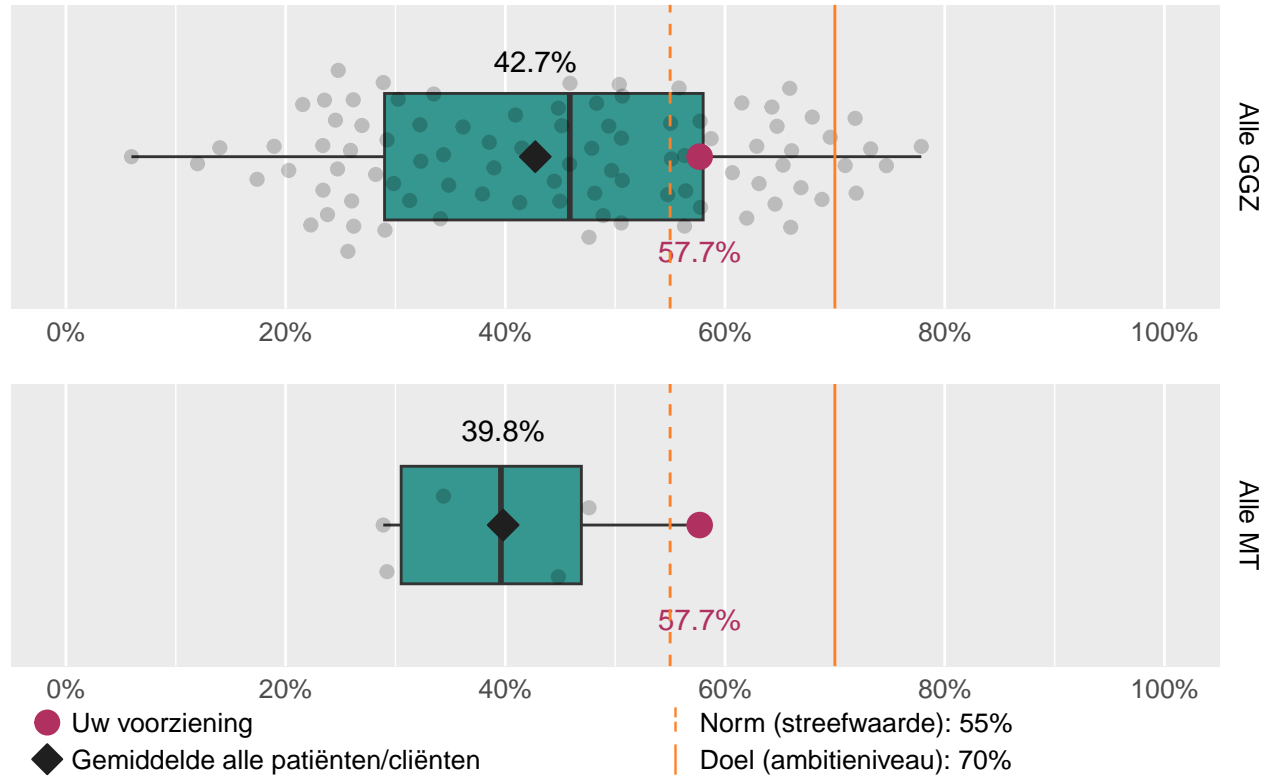 42.7%
57.7%
Alle GGZ
0% 20% 40% 60% 80% 100%
39.8%
57.7%
Alle MT
0% 20% 40% 60% 80% 100%
Uw voorziening
Gemiddelde alle patiënten/cliënten
Norm (streefwaarde): 55%
Doel (ambitieniveau): 70%